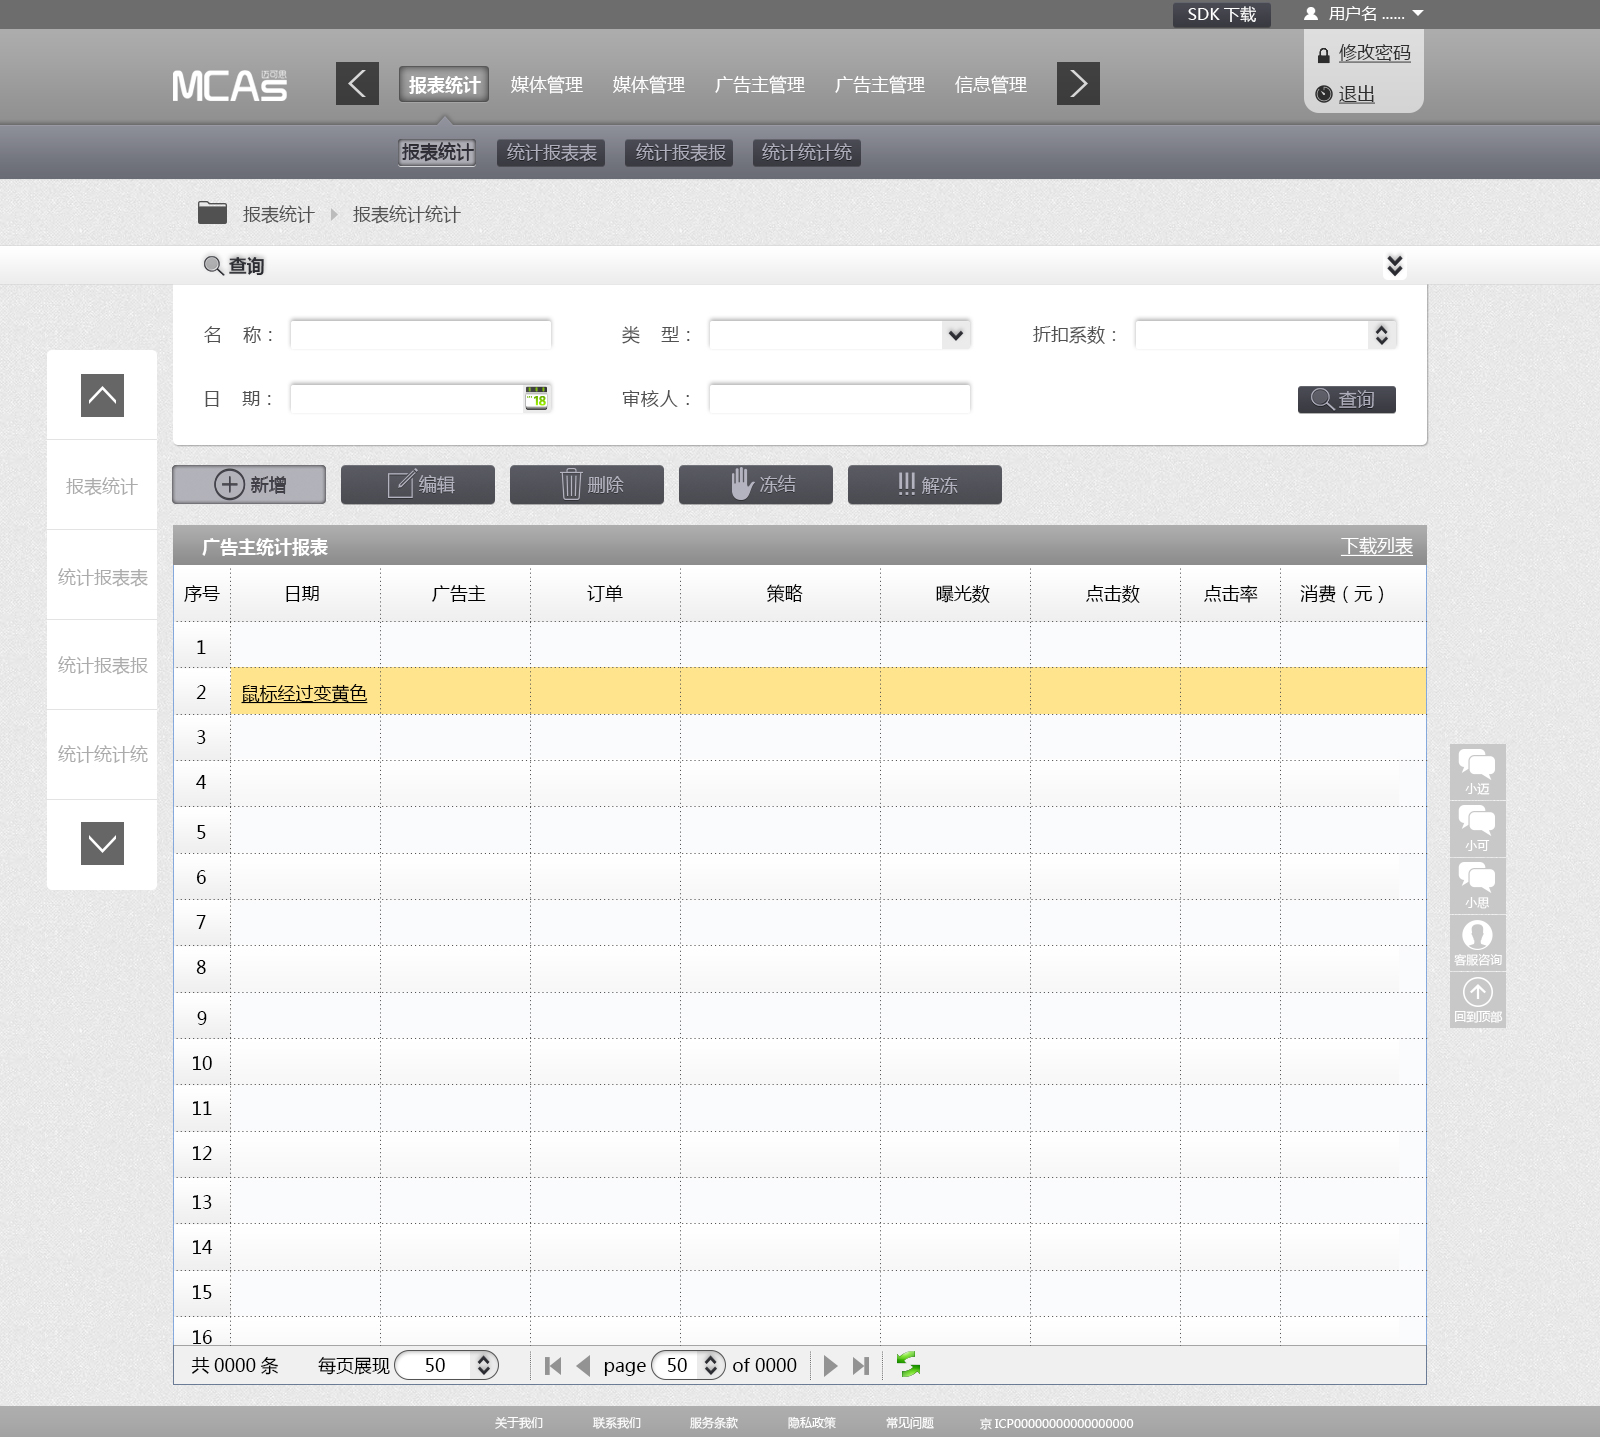 SDK 下载 用户名 ......
修改密码
退出
MCAs 迈可思
报表统计 媒体管理 媒体管理 广告主管理 广告主管理 信息管理
报表统计 统计报表表 统计报表报 统计统计统
报表统计 报表统计统计
查询
名 称： 类 型： 折扣系数：
日 期： 18 审核人： 查询
报表统计
统计报表表
统计报表报
统计统计统
新增 编辑 删除 冻结 解冻
广告主统计报表 下载列表
序号 日期 广告主 订单 策略 曝光数 点击数 点击率 消费（元）
1
2 鼠标经过变黄色
3
4
5
6
7
8
9
10
11
12
13
14
15
16
小迈
小可
小思
客服咨询
回到顶部
共 0000 条 每页展现 50 page 50 of 0000
关于我们 联系我们 服务条款 隐私政策 常见问题 京 ICP00000000000000000